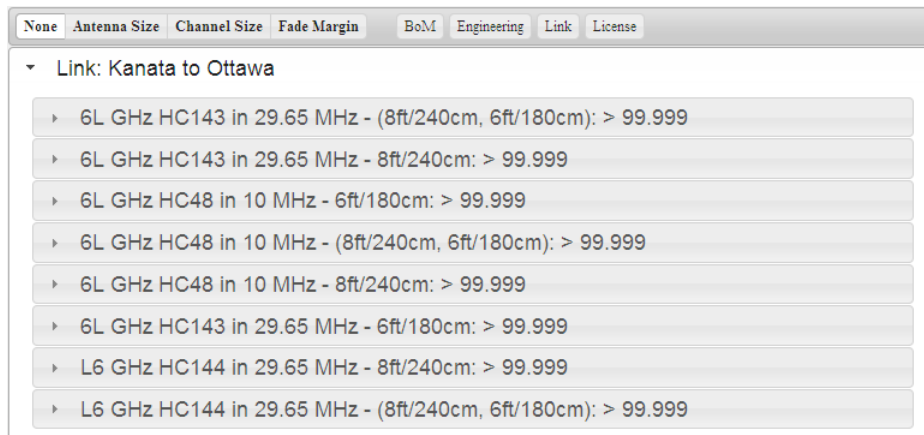 None Antenna Size Channel Size Fade Margin BoM Engineering Link License
Link: Kanata to Ottawa
6L GHz HC143 in 29.65 MHz - (8ft/240cm, 6ft/180cm): > 99.999
6L GHz HC143 in 29.65 MHz - 8ft/240cm: > 99.999
6L GHz HC48 in 10 MHz - 6ft/180cm: > 99.999
6L GHz HC48 in 10 MHz - (8ft/240cm, 6ft/180cm): > 99.999
6L GHz HC48 in 10 MHz - 8ft/240cm: > 99.999
6L GHz HC143 in 29.65 MHz - 6ft/180cm: > 99.999
L6 GHz HC144 in 29.65 MHz - 8ft/240cm: > 99.999
L6 GHz HC144 in 29.65 MHz - (8ft/240cm, 6ft/180cm): > 99.999